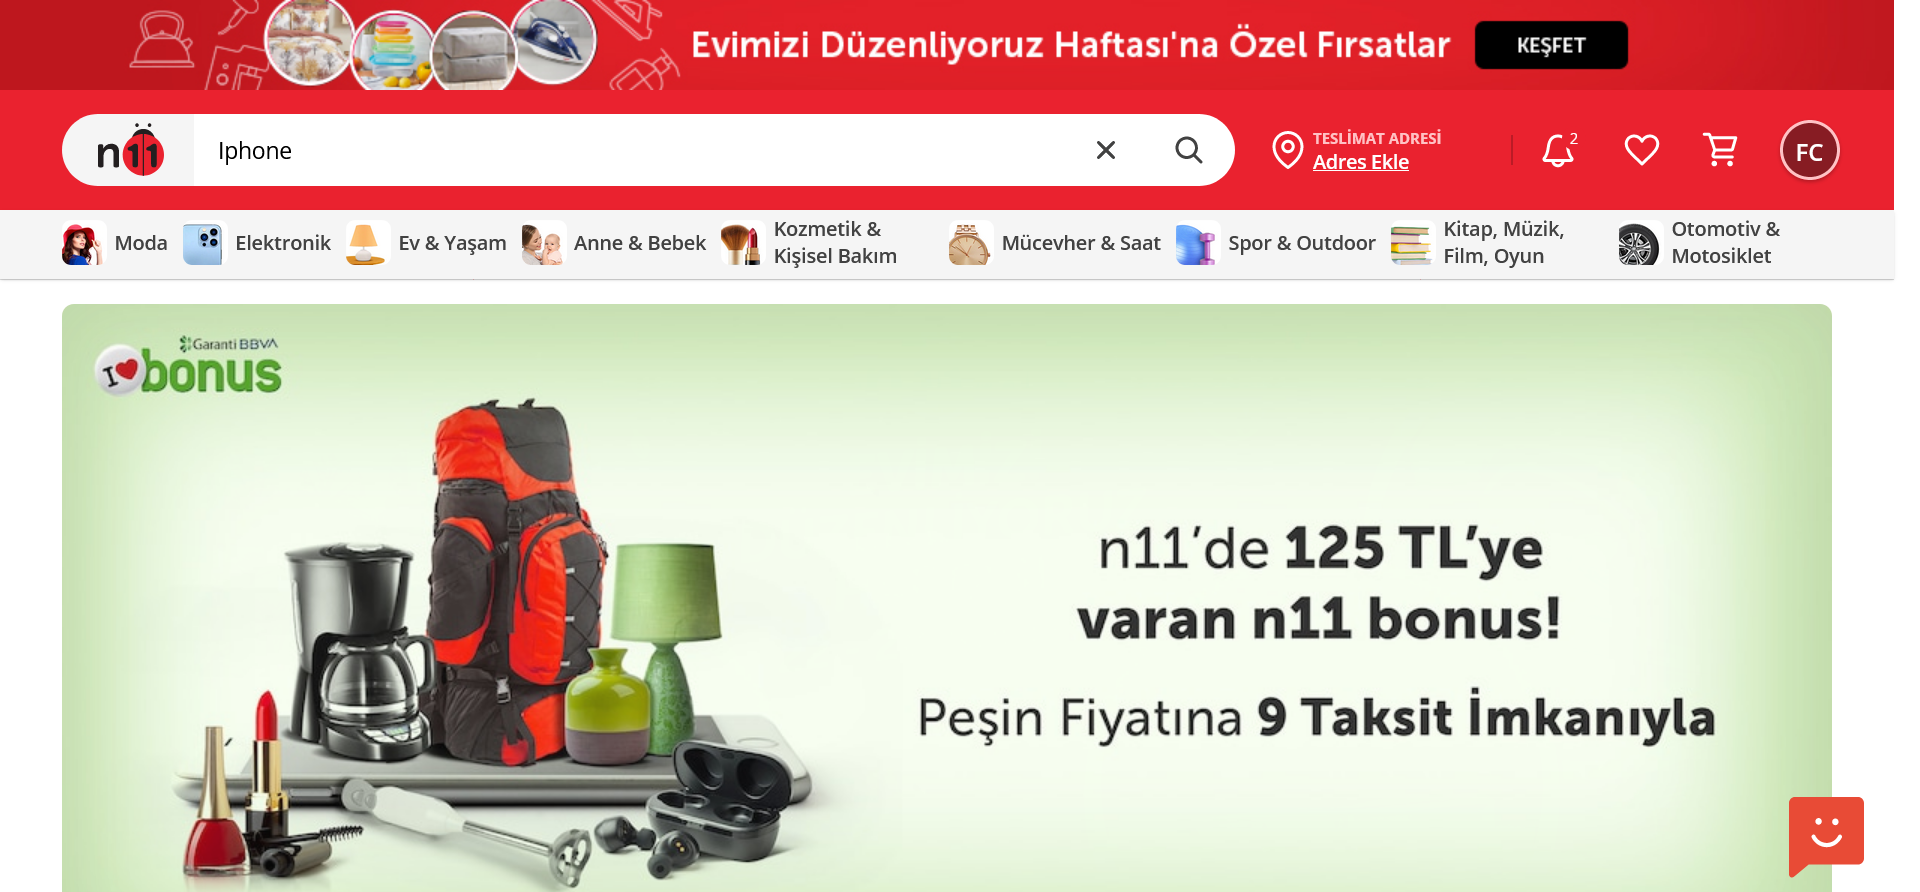 Evimizi Düzenliyoruz Haftası'na Özel Fırsatlar
KEŞFET
n11
Iphone
TESLİMAT ADRESİ
Adres Ekle
2
FC
Moda
Elektronik
Ev & Yaşam
Anne & Bebek
Kozmetik &
Kişisel Bakım
Mücevher & Saat
Spor & Outdoor
Kitap, Müzik,
Film, Oyun
Otomotiv &
Motosiklet
Garanti BBVA
I bonus
n11’de 125 TL’ye
varan n11 bonus!
Peşin Fiyatına 9 Taksit İmkanıyla